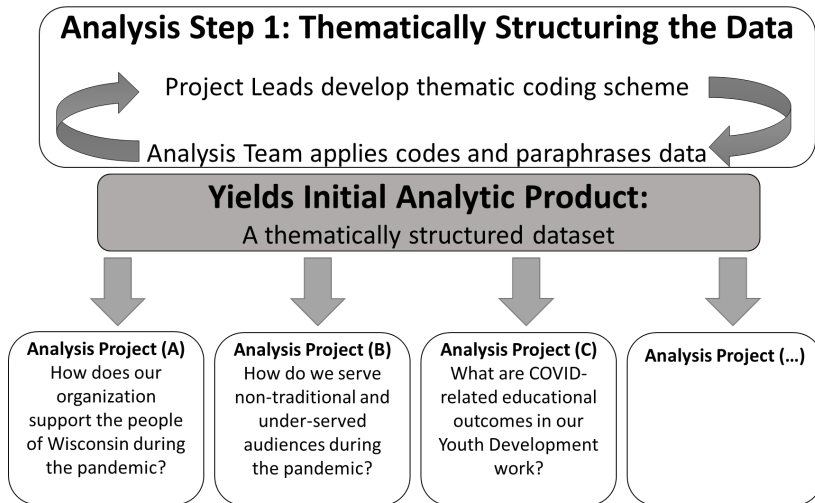 Analysis Step 1: Thematically Structuring the Data
Project Leads develop thematic coding scheme
Analysis Team applies codes and paraphrases data
Yields Initial Analytic Product:
A thematically structured dataset
Analysis Project (A)
How does our
organization
support the people
of Wisconsin during
the pandemic?
Analysis Project (B)
How do we serve
non-traditional and
under-served
audiences during
the pandemic?
Analysis Project (C)
What are COVID-
related educational
outcomes in our
Youth Development
work?
Analysis Project (...)